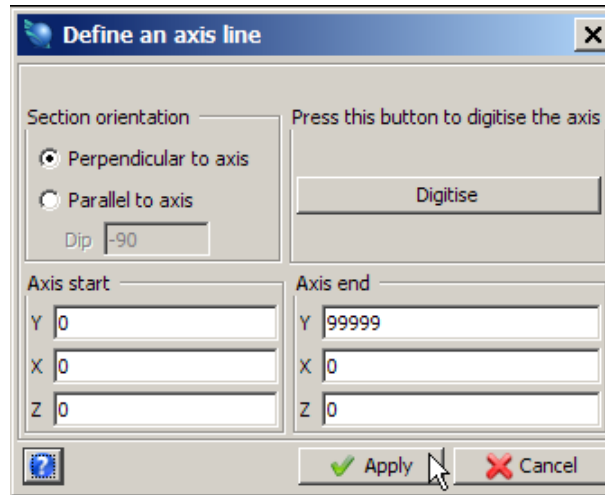 Define an axis line
Section orientation
Press this button to digitise the axis
Perpendicular to axis
Parallel to axis
Dip -90
Digitise
Axis start
Y 0
X 0
Z 0
Axis end
Y 99999
X 0
Z 0
?
Apply
Cancel